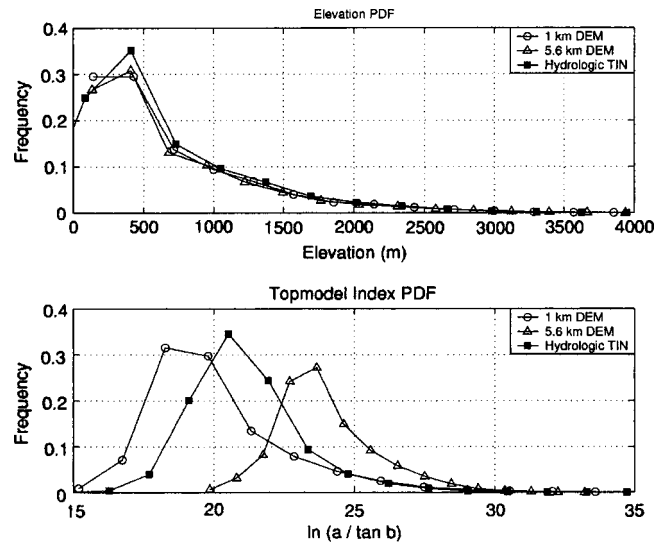 Elevation PDF
0.4
0.3
0.2
0.1
0
Frequency
1 km DEM
5.6 km DEM
Hydrologic TIN
0 500 1000 1500 2000 2500 3000 3500 4000
Elevation (m)
Topmodel Index PDF
0.4
0.3
0.2
0.1
0
Frequency
1 km DEM
5.6 km DEM
Hydrologic TIN
15 20 25 30 35
ln (a / tan b)